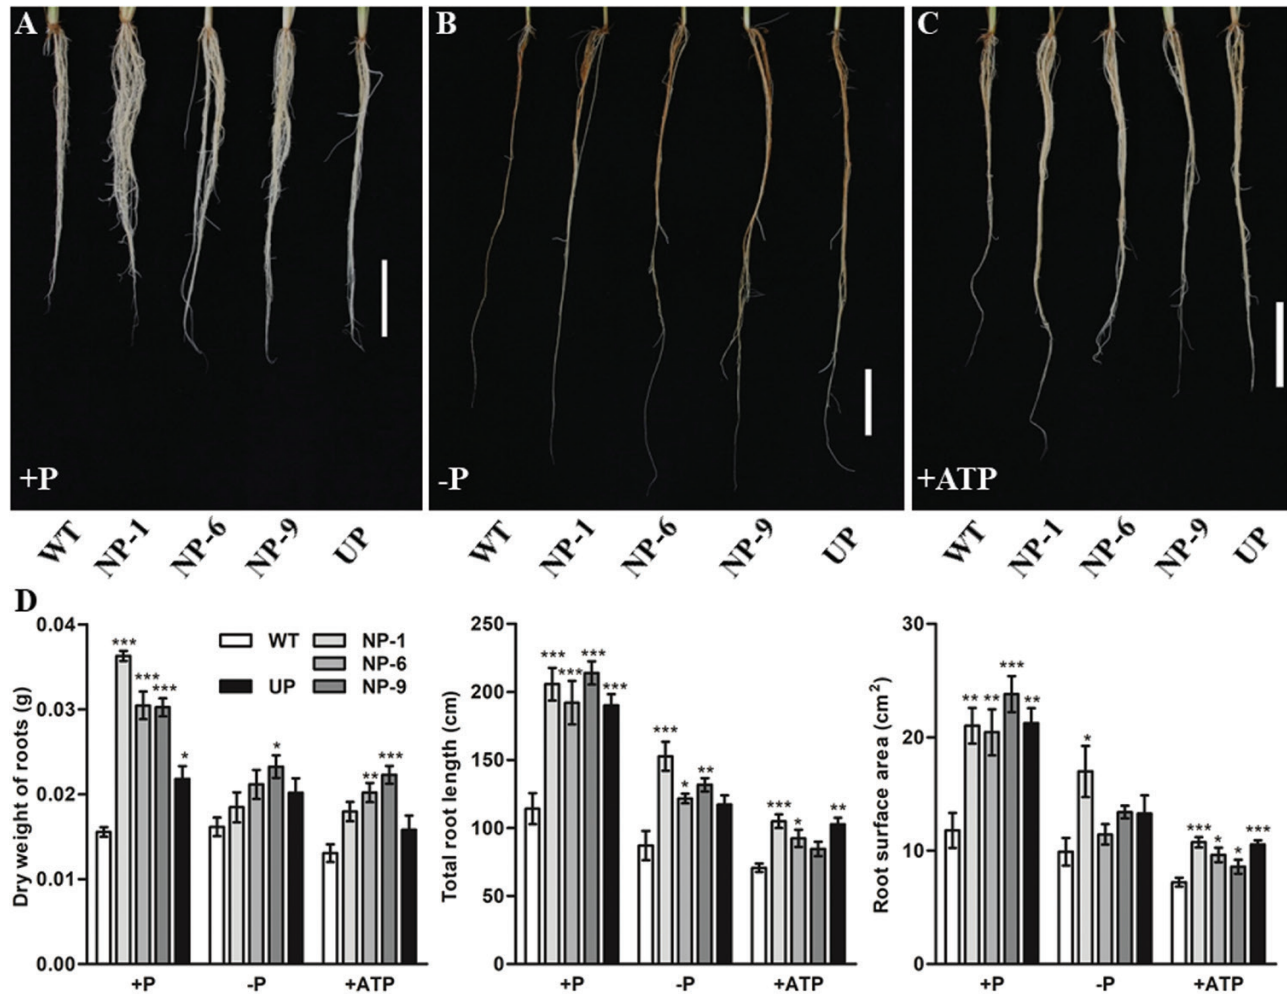 A
B
C
+P
-P
+ATP
WT NP-1 NP-6 NP-9 UP
WT NP-1 NP-6 NP-9 UP
WT NP-1 NP-6 NP-9 UP
D
Dry weight of roots (g)
0.04
0.03
0.02
0.01
0.00
WT NP-1
NP-6
UP NP-9
*** *** *** *
*
** ***
+P -P +ATP
Total root length (cm)
250
200
150
100
50
0
*** *** *** ***
*** * **
*** * **
+P -P +ATP
Root surface area (cm²)
30
20
10
0
** ** *** **
*
*** * * ***
+P -P +ATP